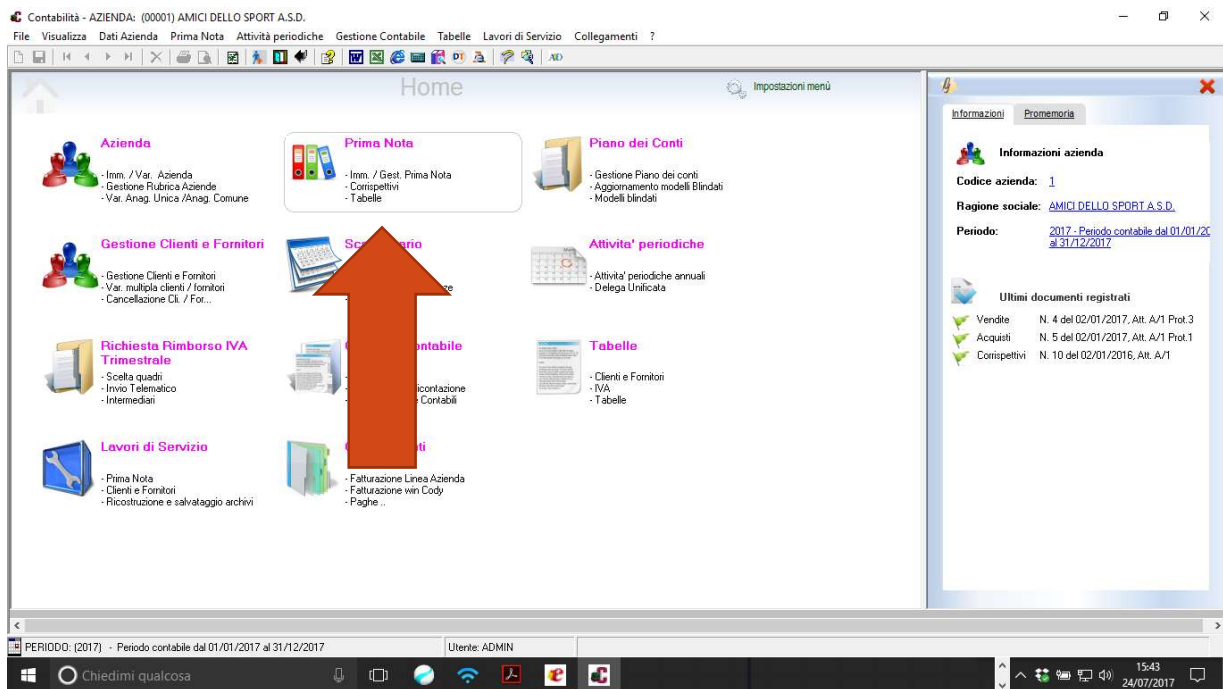 Contabilità - AZIENDA: (00001) AMICI DELLO SPORT A.S.D.
File Visualizza Dati Azienda Prima Nota Attività periodiche Gestione Contabile Tabelle Lavori di Servizio Collegamenti ?
Home
Impostazioni menù
Azienda
- Imm. / Var. Azienda
- Gestione Rubrica Aziende
- Var. Anag. Unica /Anag. Comune
Prima Nota
- Imm. / Gest. Prima Nota
- Corrispettivi
- Tabelle
Piano dei Conti
- Gestione Piano dei conti
- Aggiornamento modelli Blindati
- Modelli blindati
Gestione Clienti e Fornitori
- Gestione Clienti e Fornitori
- Var. multipla clienti / fornitori
- Cancellazione Cli. / For...
Attivita' periodiche
- Attivita' periodiche annuali
- Delega Unificata
Richiesta Rimborso IVA
Trimestrale
- Scelta quadri
- Invio Telematico
- Intermediari
Contabili
Tabelle
- Clienti e Fornitori
- IVA
- Tabelle
Lavori di Servizio
- Prima Nota
- Clienti e Fornitori
- Ricostruzione e salvataggio archivi
- Fatturazione Linea Azienda
- Fatturazione win Cody
- Paghe ..
Informazioni Promemoria
Informazioni azienda
Codice azienda: 1
Ragione sociale: AMICI DELLO SPORT A.S.D.
Periodo: 2017 - Periodo contabile dal 01/01/20
al 31/12/2017
Ultimi documenti registrati
Vendite N. 4 del 02/01/2017, Att. A/1 Prot.3
Acquisti N. 5 del 02/01/2017, Att. A/1 Prot.1
Corrispettivi N. 10 del 02/01/2016, Att. A/1
PERIODO: (2017) - Periodo contabile dal 01/01/2017 al 31/12/2017 Utente: ADMIN
Chiedimi qualcosa
15:43
24/07/2017